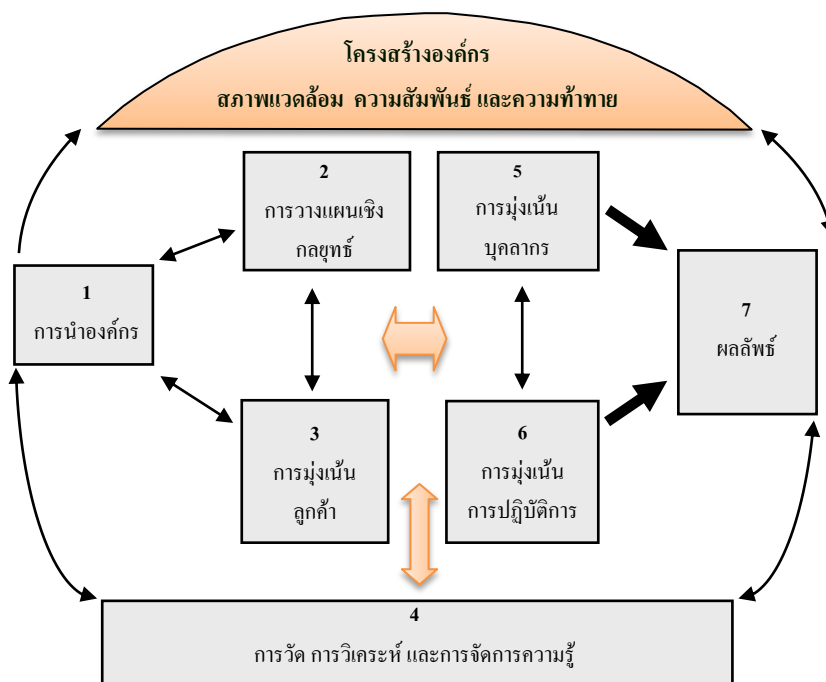 โครงสร้างองค์กร
สภาพแวดล้อม ความสัมพันธ์ และความท้าทาย
2
การวางแผนเชิง
กลยุทธ์
5
การมุ่งเน้น
บุคลากร
1
การนำองค์กร
7
ผลลัพธ์
3
การมุ่งเน้น
ลูกค้า
6
การมุ่งเน้น
การปฏิบัติการ
4
การวัด การวิเคระห์ และการจัดการความรู้